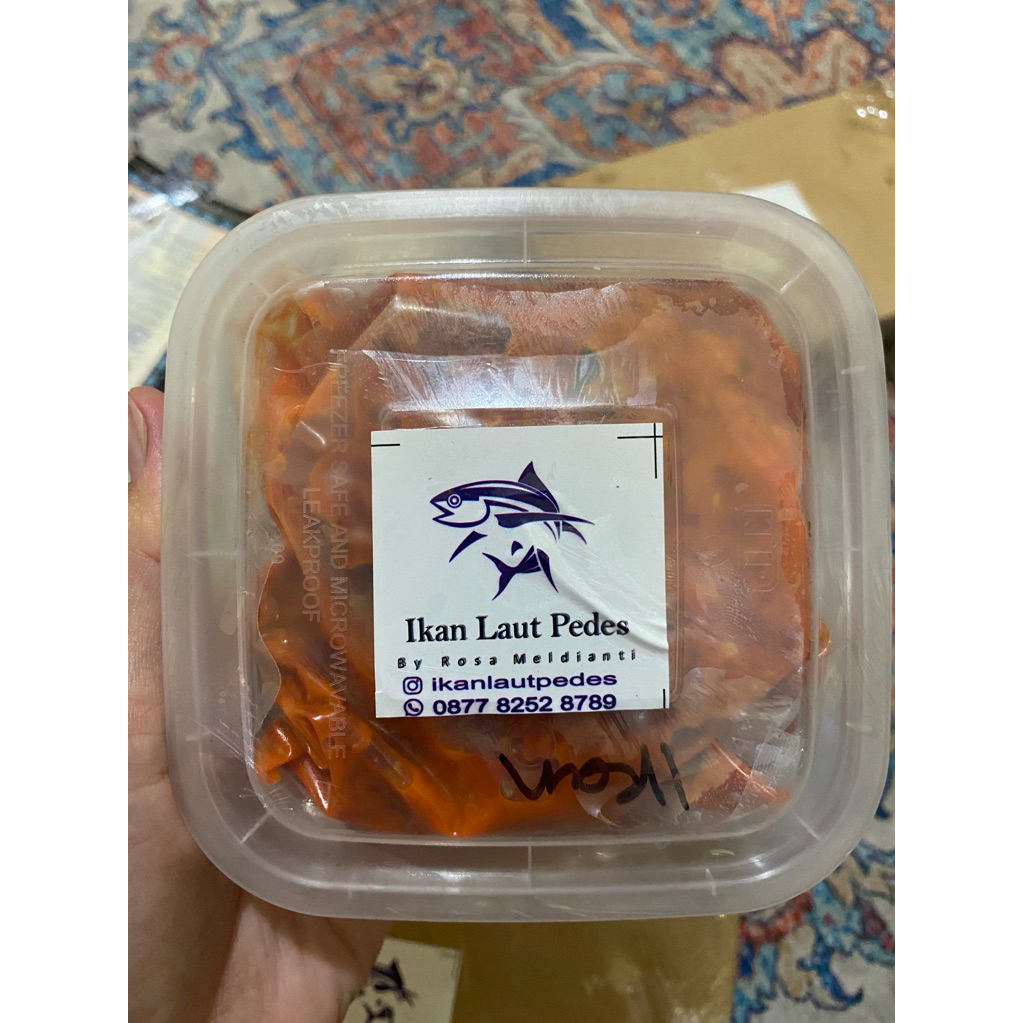 FREEZER SAFE AND MICROWAVABLE
LEAKPROOF
Ikan Laut Pedes
By Rosa Meldianti
ikanlautpedes
0877 8252 8789